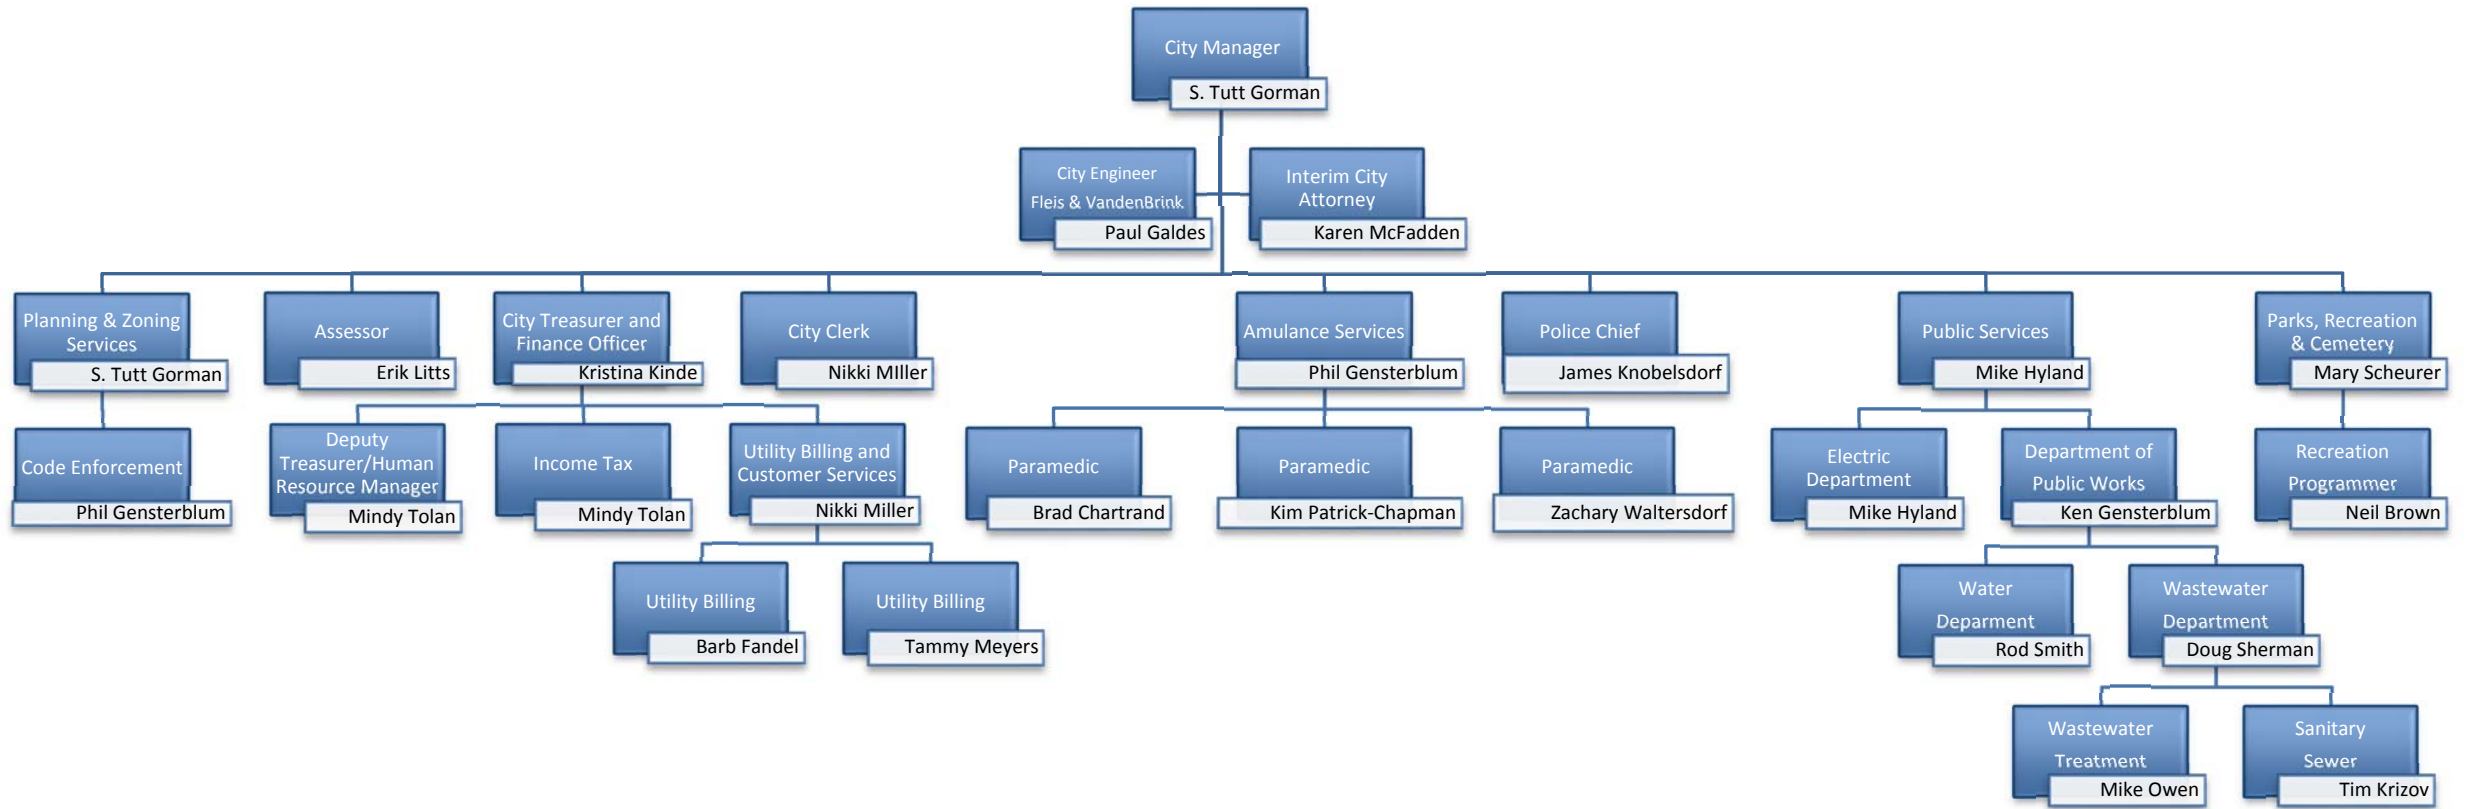 City Manager
S. Tutt Gorman
City Engineer
Fleis & VandenBrink
Paul Galdes
Interim City
Attorney
Karen McFadden
Planning & Zoning
Services
S. Tutt Gorman
Assessor
Erik Litts
City Treasurer and
Finance Officer
Kristina Kinde
City Clerk
Nikki MIller
Amulance Services
Phil Gensterblum
Police Chief
James Knobelsdorf
Public Services
Mike Hyland
Parks, Recreation
& Cemetery
Mary Scheurer
Code Enforcement
Phil Gensterblum
Deputy
Treasurer/Human
Resource Manager
Mindy Tolan
Income Tax
Mindy Tolan
Utility Billing and
Customer Services
Nikki Miller
Paramedic
Brad Chartrand
Paramedic
Kim Patrick-Chapman
Paramedic
Zachary Waltersdorf
Electric
Department
Mike Hyland
Department of
Public Works
Ken Gensterblum
Recreation
Programmer
Neil Brown
Utility Billing
Barb Fandel
Utility Billing
Tammy Meyers
Water
Deparment
Rod Smith
Wastewater
Department
Doug Sherman
Wastewater
Treatment
Mike Owen
Sanitary
Sewer
Tim Krizov